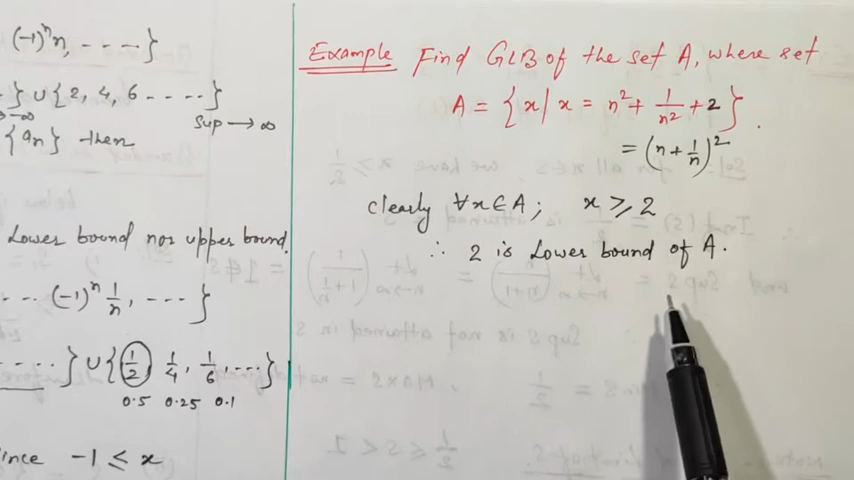 (-1)ⁿn, - - - - }
} ∪ {2, 4, 6 - - - - - }
→-∞
Sup → ∞
{aₙ} then
Lower bound nor upper bound.
- - - (-1)ⁿ 1/n, - - - }
- - - - } ∪ { 1/2, 1/4, 1/6, - - - }
0.5 0.25 0.1
ince -1 ≤ x
Example Find GLB of the set A, where set
A = { x | x = n² + 1/n² + 2 } .
= (n + 1/n)²
clearly ∀x∈A; x ≥ 2
∴ 2 is Lower bound of A.